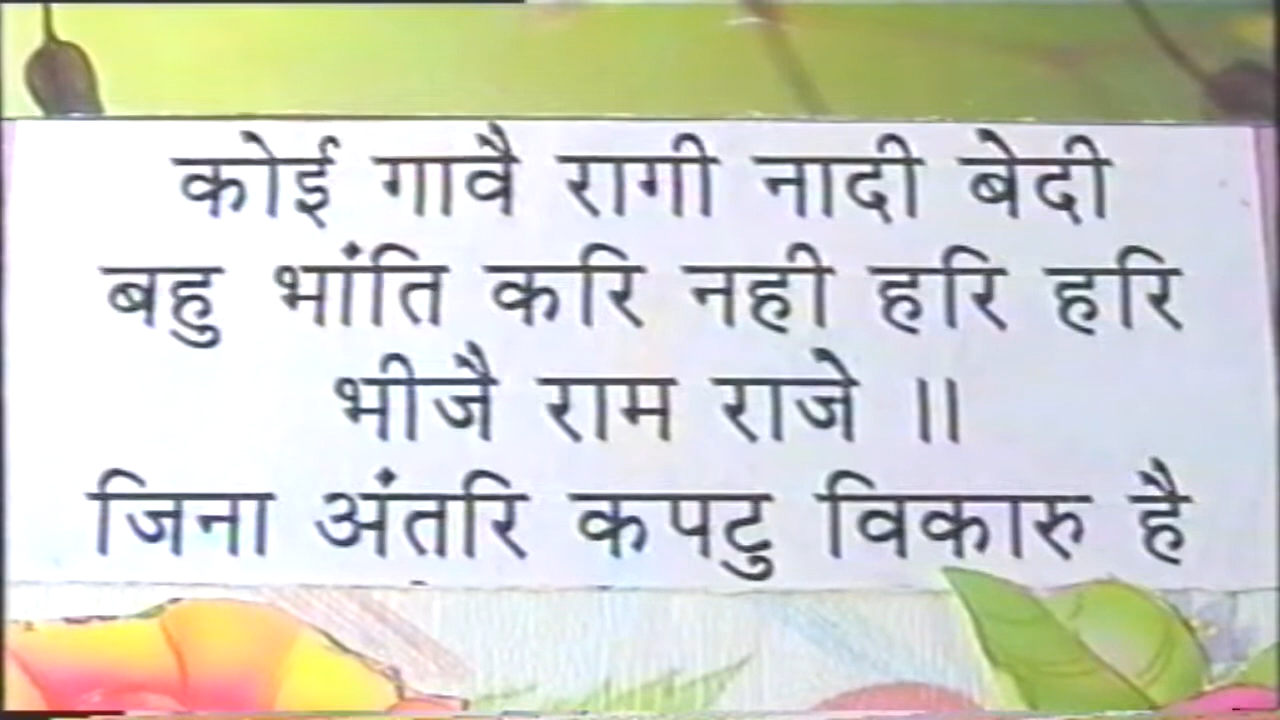 कोई गावै रागी नादी बेदी
बहु भांति करि नही हरि हरि
भीजै राम राजे ॥
जिना अंतरि कपटु विकारु है